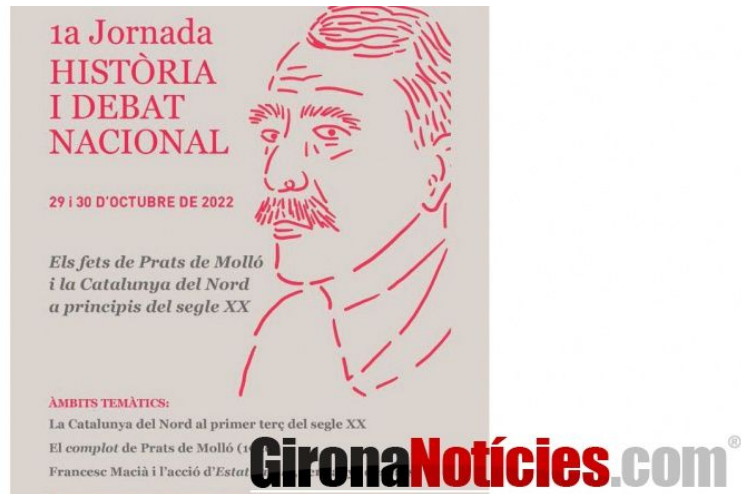 1a Jornada
HISTÒRIA
I DEBAT
NACIONAL
29 i 30 D'OCTUBRE DE 2022
Els fets de Prats de Molló
i la Catalunya del Nord
a principis del segle XX
ÀMBITS TEMÀTICS:
La Catalunya del Nord al primer terç del segle XX
El complot de Prats de Molló
Francesc Macià i l'acció d'Estat
GironaNotícies.com®